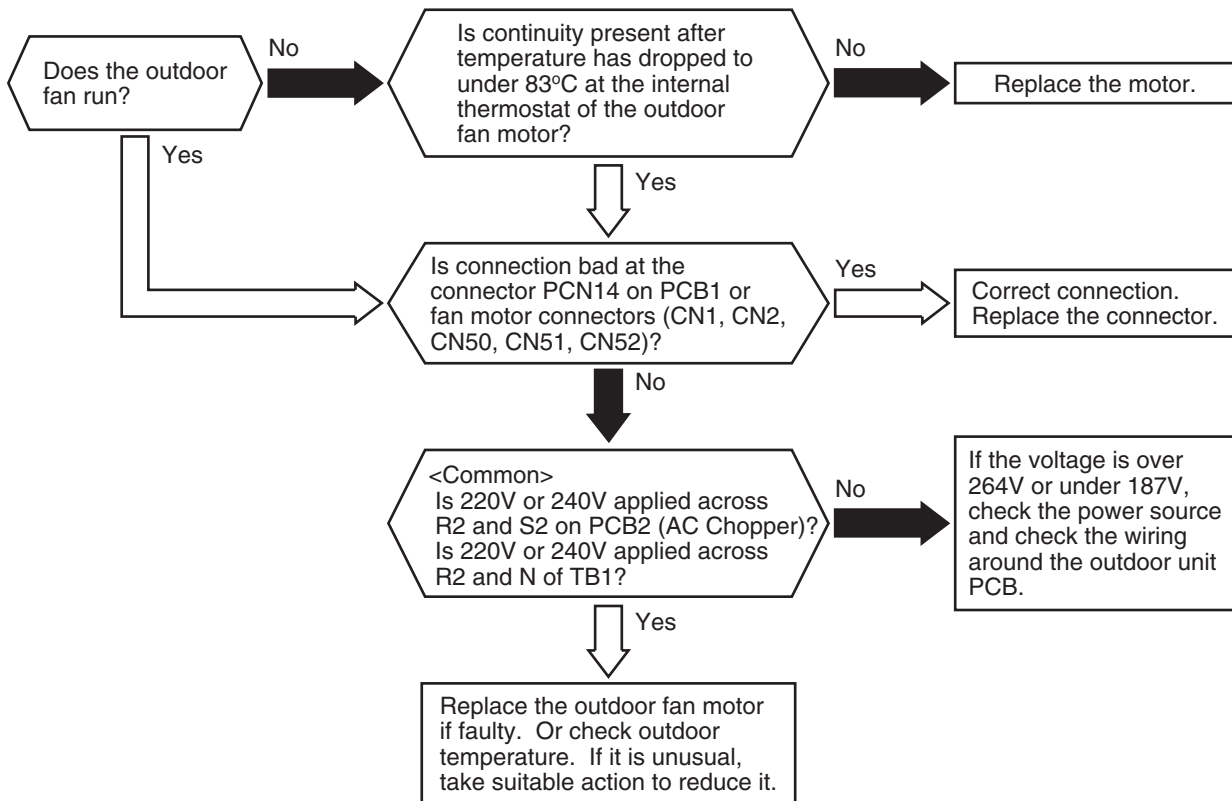 Does the outdoor
fan run?
No
Is continuity present after
temperature has dropped to
under 83°C at the internal
thermostat of the outdoor
fan motor?
No
Replace the motor.
Yes
Yes
Is connection bad at the
connector PCN14 on PCB1 or
fan motor connectors (CN1, CN2,
CN50, CN51, CN52)?
Yes
Correct connection.
Replace the connector.
No
<Common>
Is 220V or 240V applied across
R2 and S2 on PCB2 (AC Chopper)?
Is 220V or 240V applied across
R2 and N of TB1?
No
If the voltage is over
264V or under 187V,
check the power source
and check the wiring
around the outdoor unit
PCB.
Yes
Replace the outdoor fan motor
if faulty.  Or check outdoor
temperature.  If it is unusual,
take suitable action to reduce it.